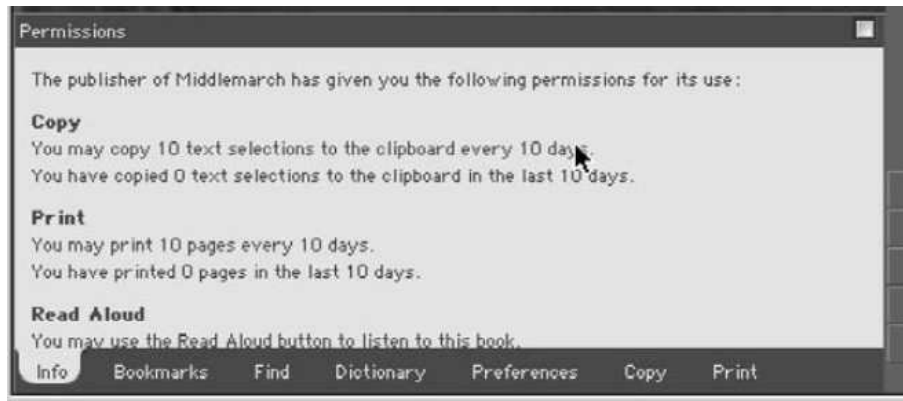 Permissions
The publisher of Middlemarch has given you the following permissions for its use:
Copy
You may copy 10 text selections to the clipboard every 10 days.
You have copied 0 text selections to the clipboard in the last 10 days.
Print
You may print 10 pages every 10 days.
You have printed 0 pages in the last 10 days.
Read Aloud
You may use the Read Aloud button to listen to this book.
Info Bookmarks Find Dictionary Preferences Copy Print